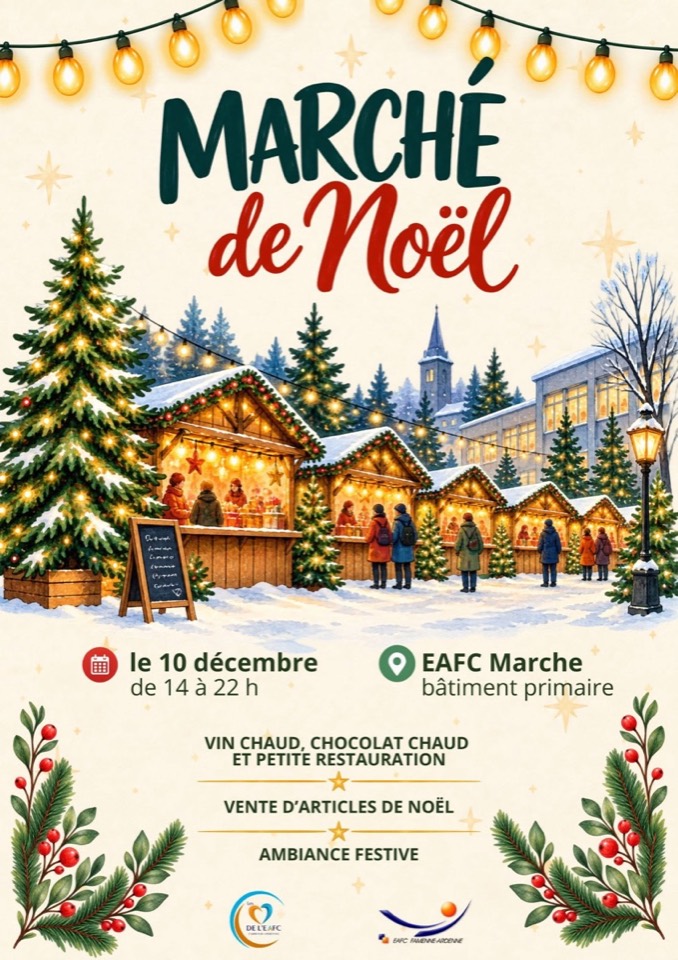 MARCHÉ
de Noël
le 10 décembre
de 14 à 22 h
EAFC Marche
bâtiment primaire
VIN CHAUD, CHOCOLAT CHAUD
ET PETITE RESTAURATION
VENTE D'ARTICLES DE NOËL
AMBIANCE FESTIVE
DE L'EAFC
EAFC FAMENNE-ARDENNE